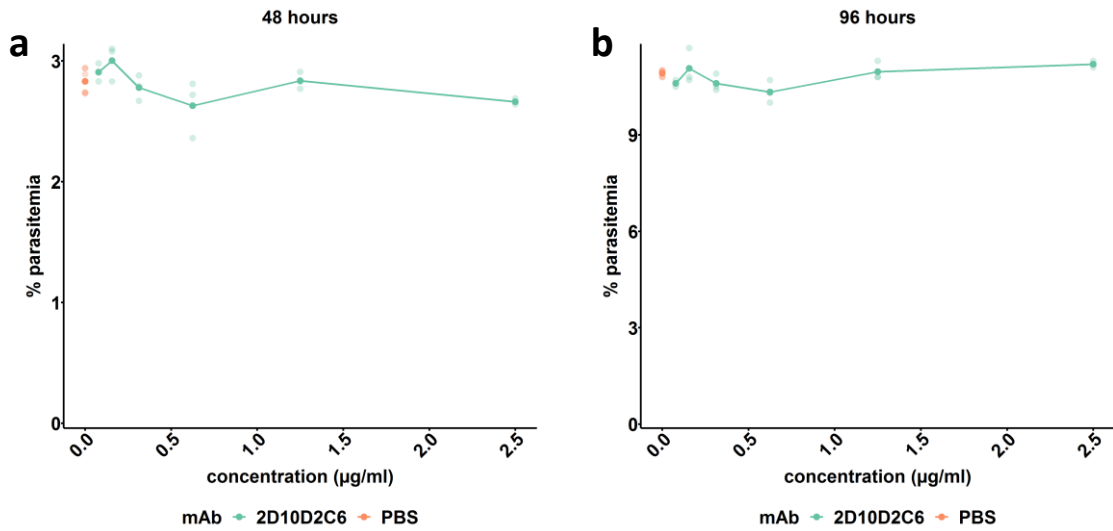 a
48 hours
% parasitemia
3
2
1
0
0.0 0.5 1.0 1.5 2.0 2.5
concentration (µg/ml)
mAb 2D10D2C6 PBS
b
96 hours
% parasitemia
9
6
3
0
0.0 0.5 1.0 1.5 2.0 2.5
concentration (µg/ml)
mAb 2D10D2C6 PBS